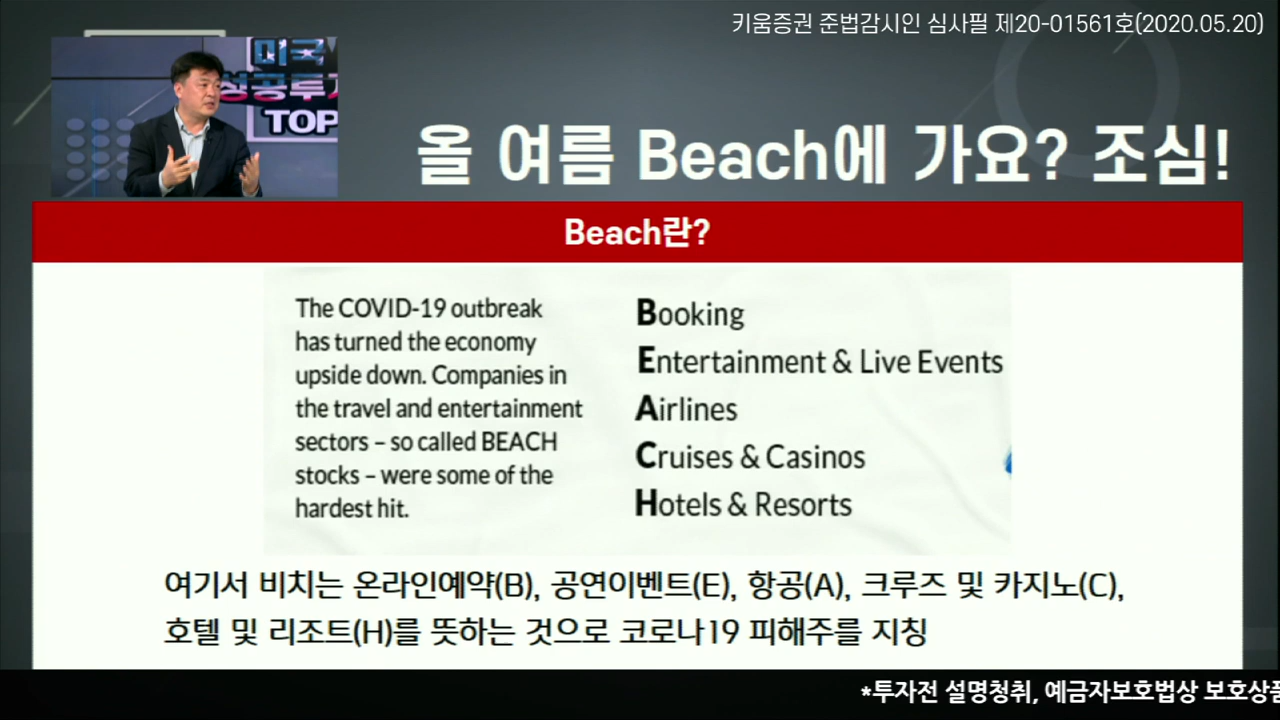 키움증권 준법감시인 심사필 제20-01561호(2020.05.20)
미국
성공투
TOP
올 여름 Beach에 가요? 조심!
Beach란?
The COVID-19 outbreak
has turned the economy
upside down. Companies in
the travel and entertainment
sectors – so called BEACH
stocks – were some of the
hardest hit.
Booking
Entertainment & Live Events
Airlines
Cruises & Casinos
Hotels & Resorts
여기서 비치는 온라인예약(B), 공연이벤트(E), 항공(A), 크루즈 및 카지노(C),
호텔 및 리조트(H)를 뜻하는 것으로 코로나19 피해주를 지칭
*투자전 설명청취, 예금자보호법상 보호상품